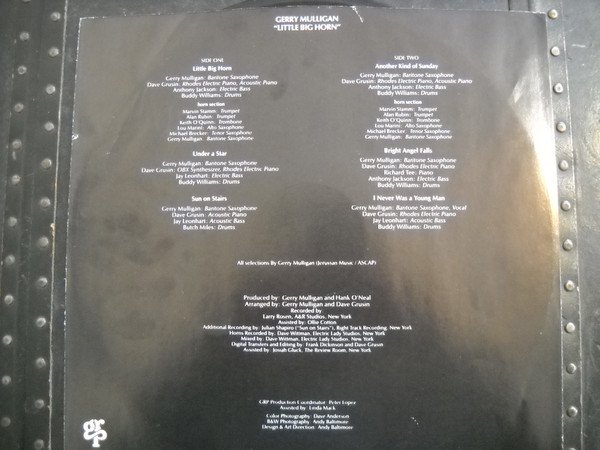 GERRY MULLIGAN
"LITTLE BIG HORN"
SIDE ONE
Little Big Horn
Gerry Mulligan: Baritone Saxophone
Dave Grusin: Rhodes Electric Piano, Acoustic Piano
Anthony Jackson: Electric Bass
Buddy Williams: Drums
horn section
Marvin Stamm: Trumpet
Alan Rubin: Trumpet
Keith O'Quinn: Trombone
Lou Marini: Alto Saxophone
Michael Brecker: Tenor Saxophone
Gerry Mulligan: Baritone Saxophone
Under a Star
Gerry Mulligan: Baritone Saxophone
Dave Grusin: OBX Synthesizer, Rhodes Electric Piano
Jay Leonhart: Electric Bass
Buddy Williams: Drums
Sun on Stairs
Gerry Mulligan: Baritone Saxophone
Dave Grusin: Acoustic Piano
Jay Leonhart: Acoustic Bass
Butch Miles: Drums
SIDE TWO
Another Kind of Sunday
Gerry Mulligan: Baritone Saxophone
Dave Grusin: Rhodes Electric Piano, Acoustic Piano
Anthony Jackson: Electric Bass
Buddy Williams: Drums
horn section
Marvin Stamm: Trumpet
Alan Rubin: Trumpet
Keith O'Quinn: Trombone
Lou Marini: Alto Saxophone
Michael Brecker: Tenor Saxophone
Gerry Mulligan: Baritone Saxophone
Bright Angel Falls
Gerry Mulligan: Baritone Saxophone
Dave Grusin: Rhodes Electric Piano
Richard Tee: Piano
Anthony Jackson: Electric Bass
Buddy Williams: Drums
I Never Was a Young Man
Gerry Mulligan: Baritone Saxophone, Vocal
Dave Grusin: Rhodes Electric Piano
Jay Leonhart: Acoustic Bass
Buddy Williams: Drums
All selections By Gerry Mulligan (Jerussan Music / ASCAP)
Produced by: Gerry Mulligan and Hank O'Neal
Arranged by: Gerry Mulligan and Dave Grusin
Recorded by
Larry Rosen, A&R Studios, New York
Assisted by: Ollie Cotton
Additional Recording by: Julian Shapiro ("Sun on Stairs"), Right Track Recording, New York
Horns Recorded by: Dave Wittman, Electric Lady Studios, New York
Mixed by: Dave Wittman, Electric Lady Studios, New York
Digital Transfers and Editing by: Frank Dickinson and Dave Grusin
Assisted by: Josiah Gluck, The Review Room, New York
GRP Production Coordinator: Peter Lopez
Assisted by: Linda Mack
Color Photography: Dave Anderson
B&W Photography: Andy Baltimore
Design & Art Direction: Andy Baltimore
grp